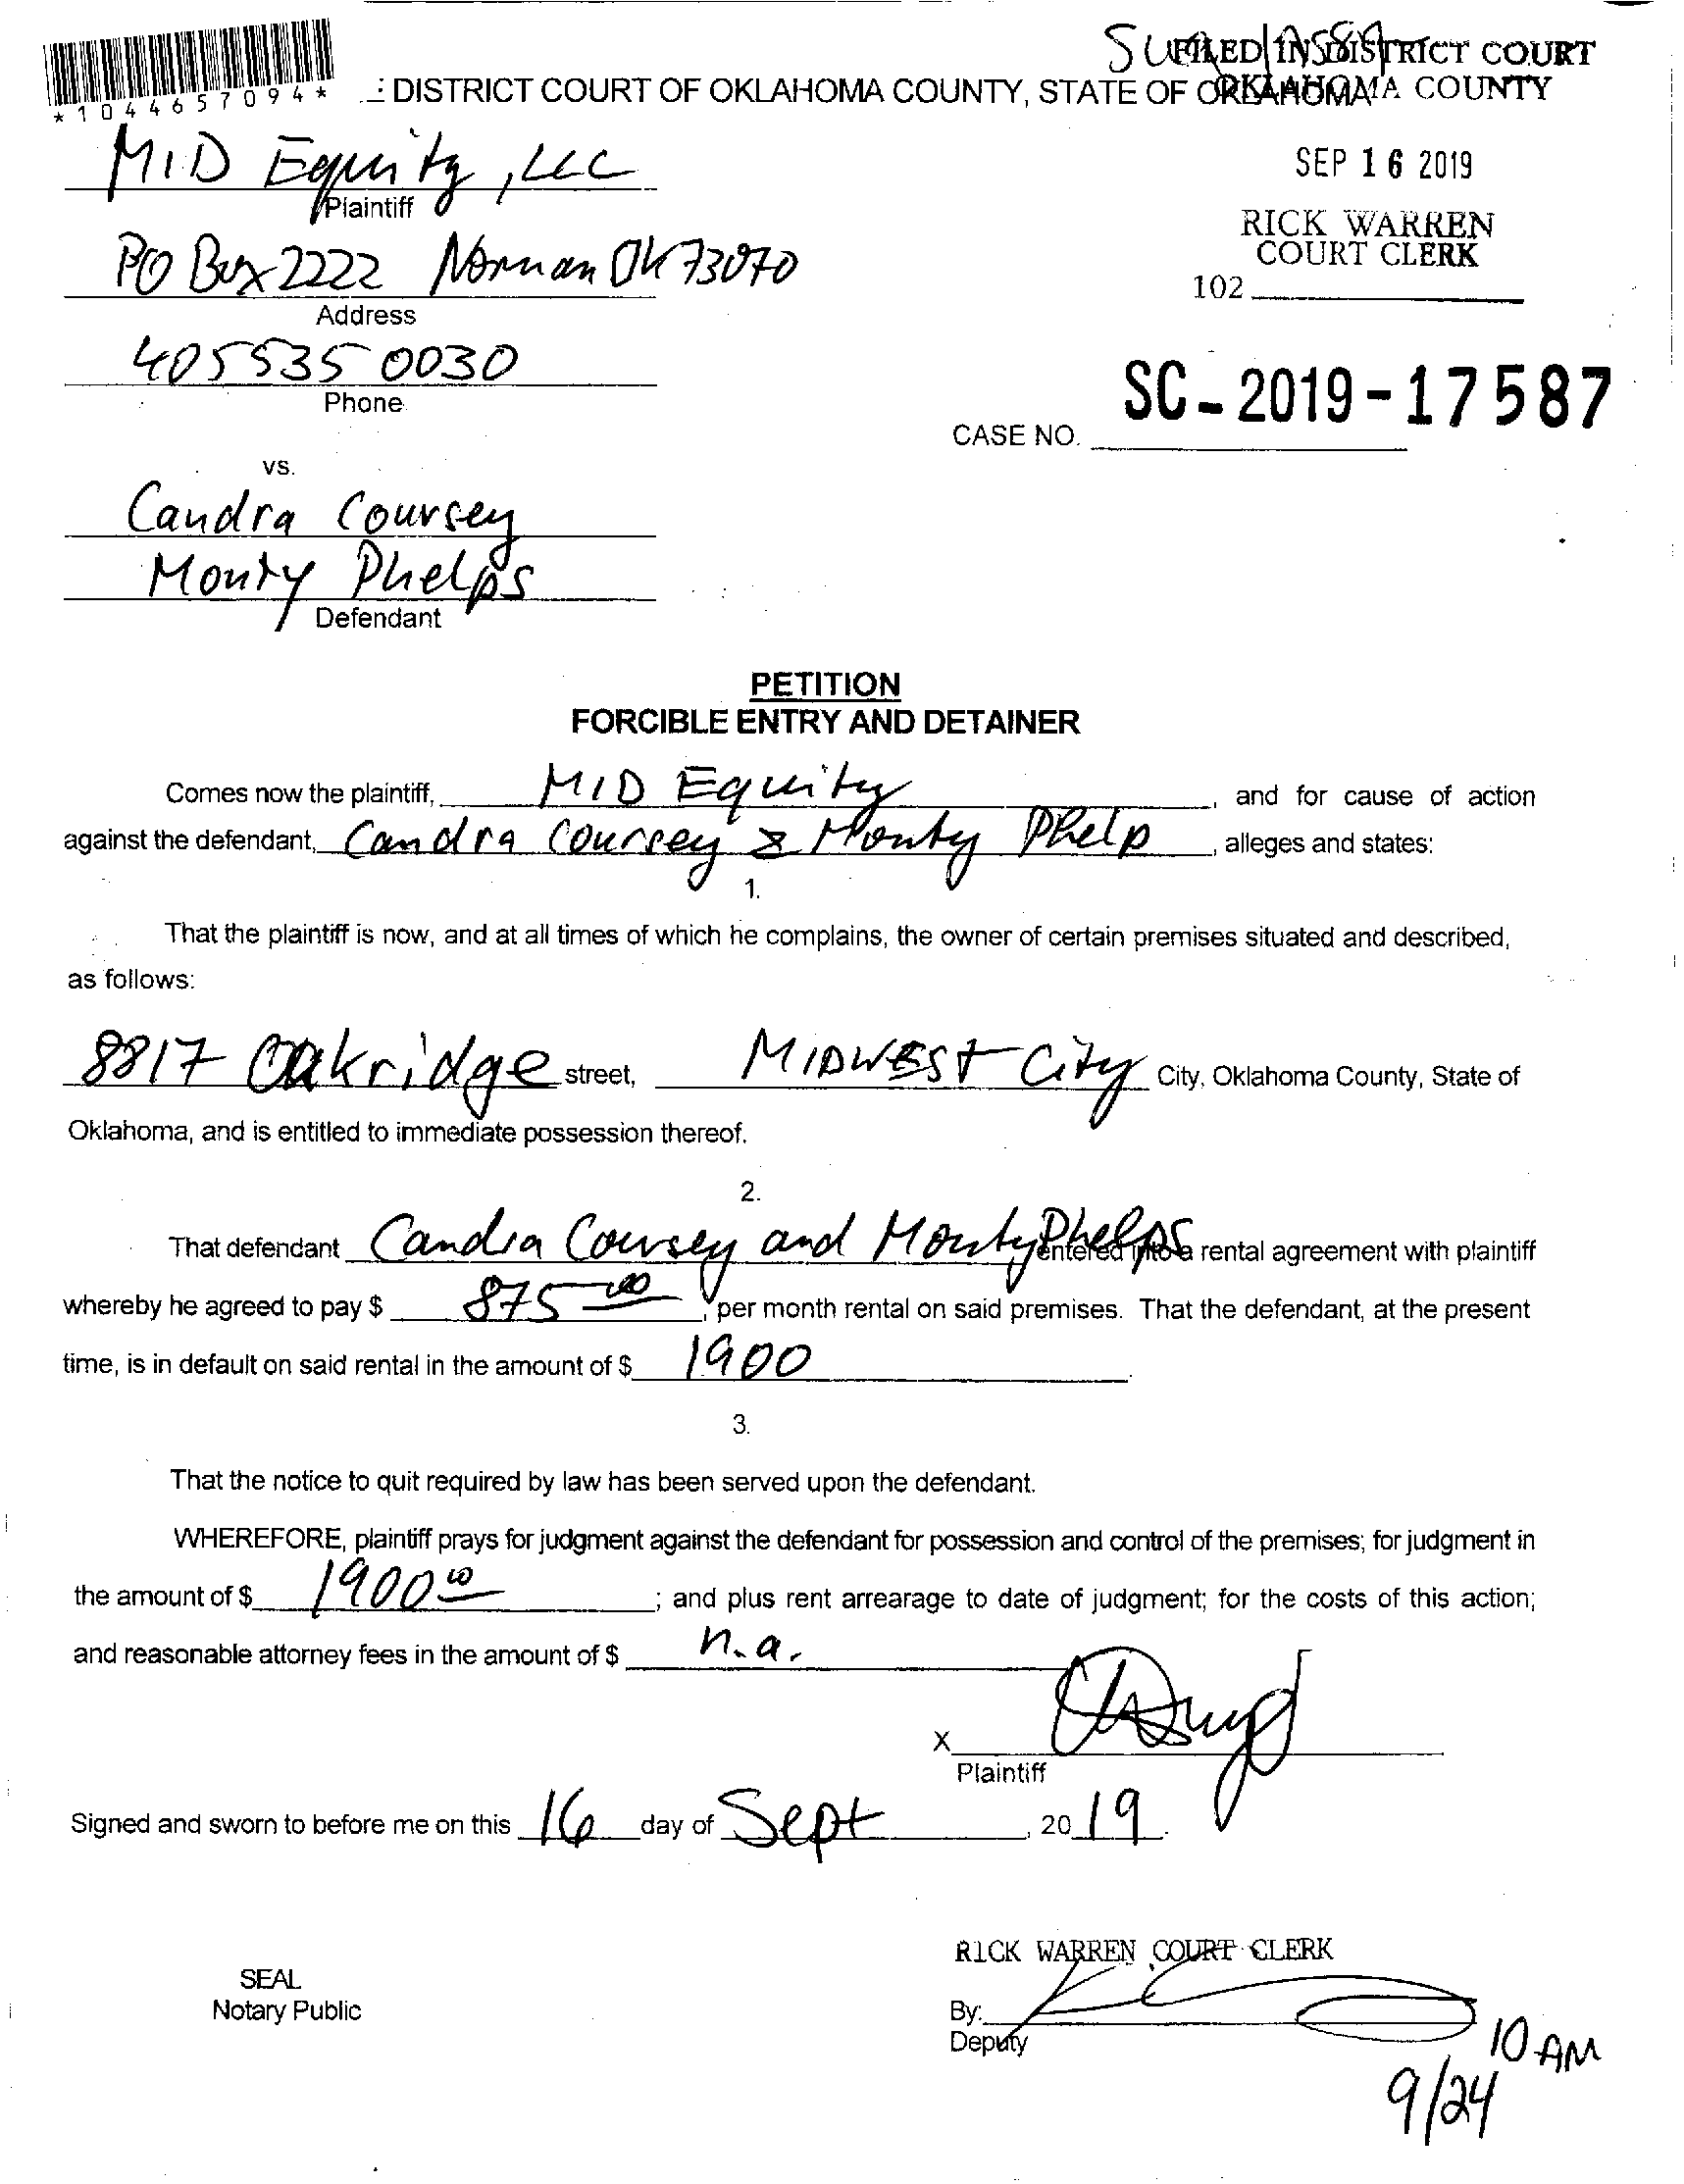 FILED IN DISTRICT COURT
DISTRICT COURT OF OKLAHOMA COUNTY, STATE OF OKLAHOMA
OKLAHOMA COUNTY
*1044657094*
MID Equity, LLC
Plaintiff
SEP 16 2019
RICK WARREN
COURT CLERK
102
PO Box 2222 Norman OK 73070
Address
405 535 0030
Phone
SC-2019-17587
CASE NO.
vs.
Candra Coursey
Monty Phelps
Defendant
PETITION
FORCIBLE ENTRY AND DETAINER
Comes now the plaintiff, MID Equity, and for cause of action
against the defendant, Candra Coursey & Monty Phelp, alleges and states:
1.
That the plaintiff is now, and at all times of which he complains, the owner of certain premises situated and described,
as follows:
8817 Oakridge street, MIDWEST City City, Oklahoma County, State of
Oklahoma, and is entitled to immediate possession thereof.
2.
That defendant Candra Coursey and Monty Phelps, entered into a rental agreement with plaintiff
whereby he agreed to pay $ 875.00, per month rental on said premises. That the defendant, at the present
time, is in default on said rental in the amount of $ 1900.
3.
That the notice to quit required by law has been served upon the defendant.
WHEREFORE, plaintiff prays for judgment against the defendant for possession and control of the premises; for judgment in
the amount of $ 1900 00; and plus rent arrearage to date of judgment; for the costs of this action;
and reasonable attorney fees in the amount of $ n.a.
X
Plaintiff
Signed and sworn to before me on this 16 day of Sept, 2019.
RICK WARREN COURT CLERK
SEAL
Notary Public
By:
Deputy
10 AM
9/24